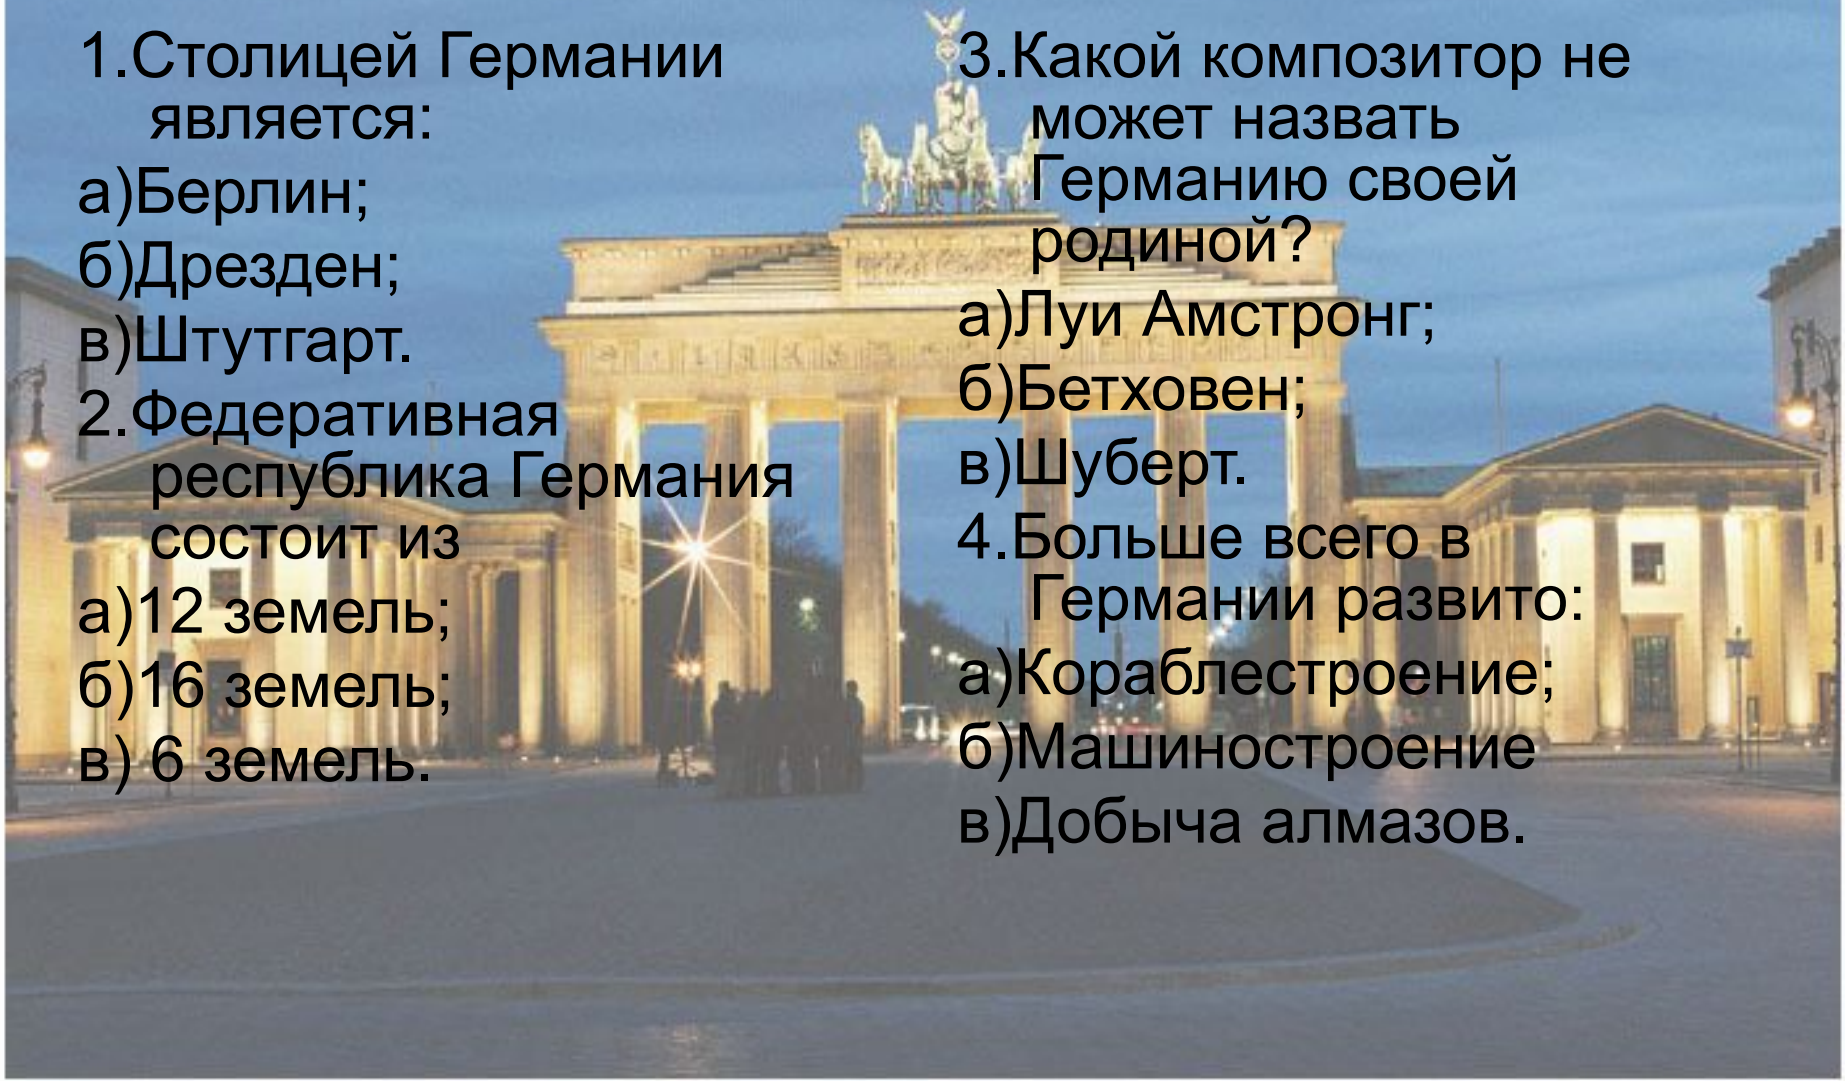 1.Столицей Германии
является:
а)Берлин;
б)Дрезден;
в)Штутгарт.
2.Федеративная
республика Германия
состоит из
а)12 земель;
б)16 земель;
в) 6 земель.
3.Какой композитор не
может назвать
Германию своей
родиной?
а)Луи Амстронг;
б)Бетховен;
в)Шуберт.
4.Больше всего в
Германии развито:
а)Кораблестроение;
б)Машиностроение
в)Добыча алмазов.